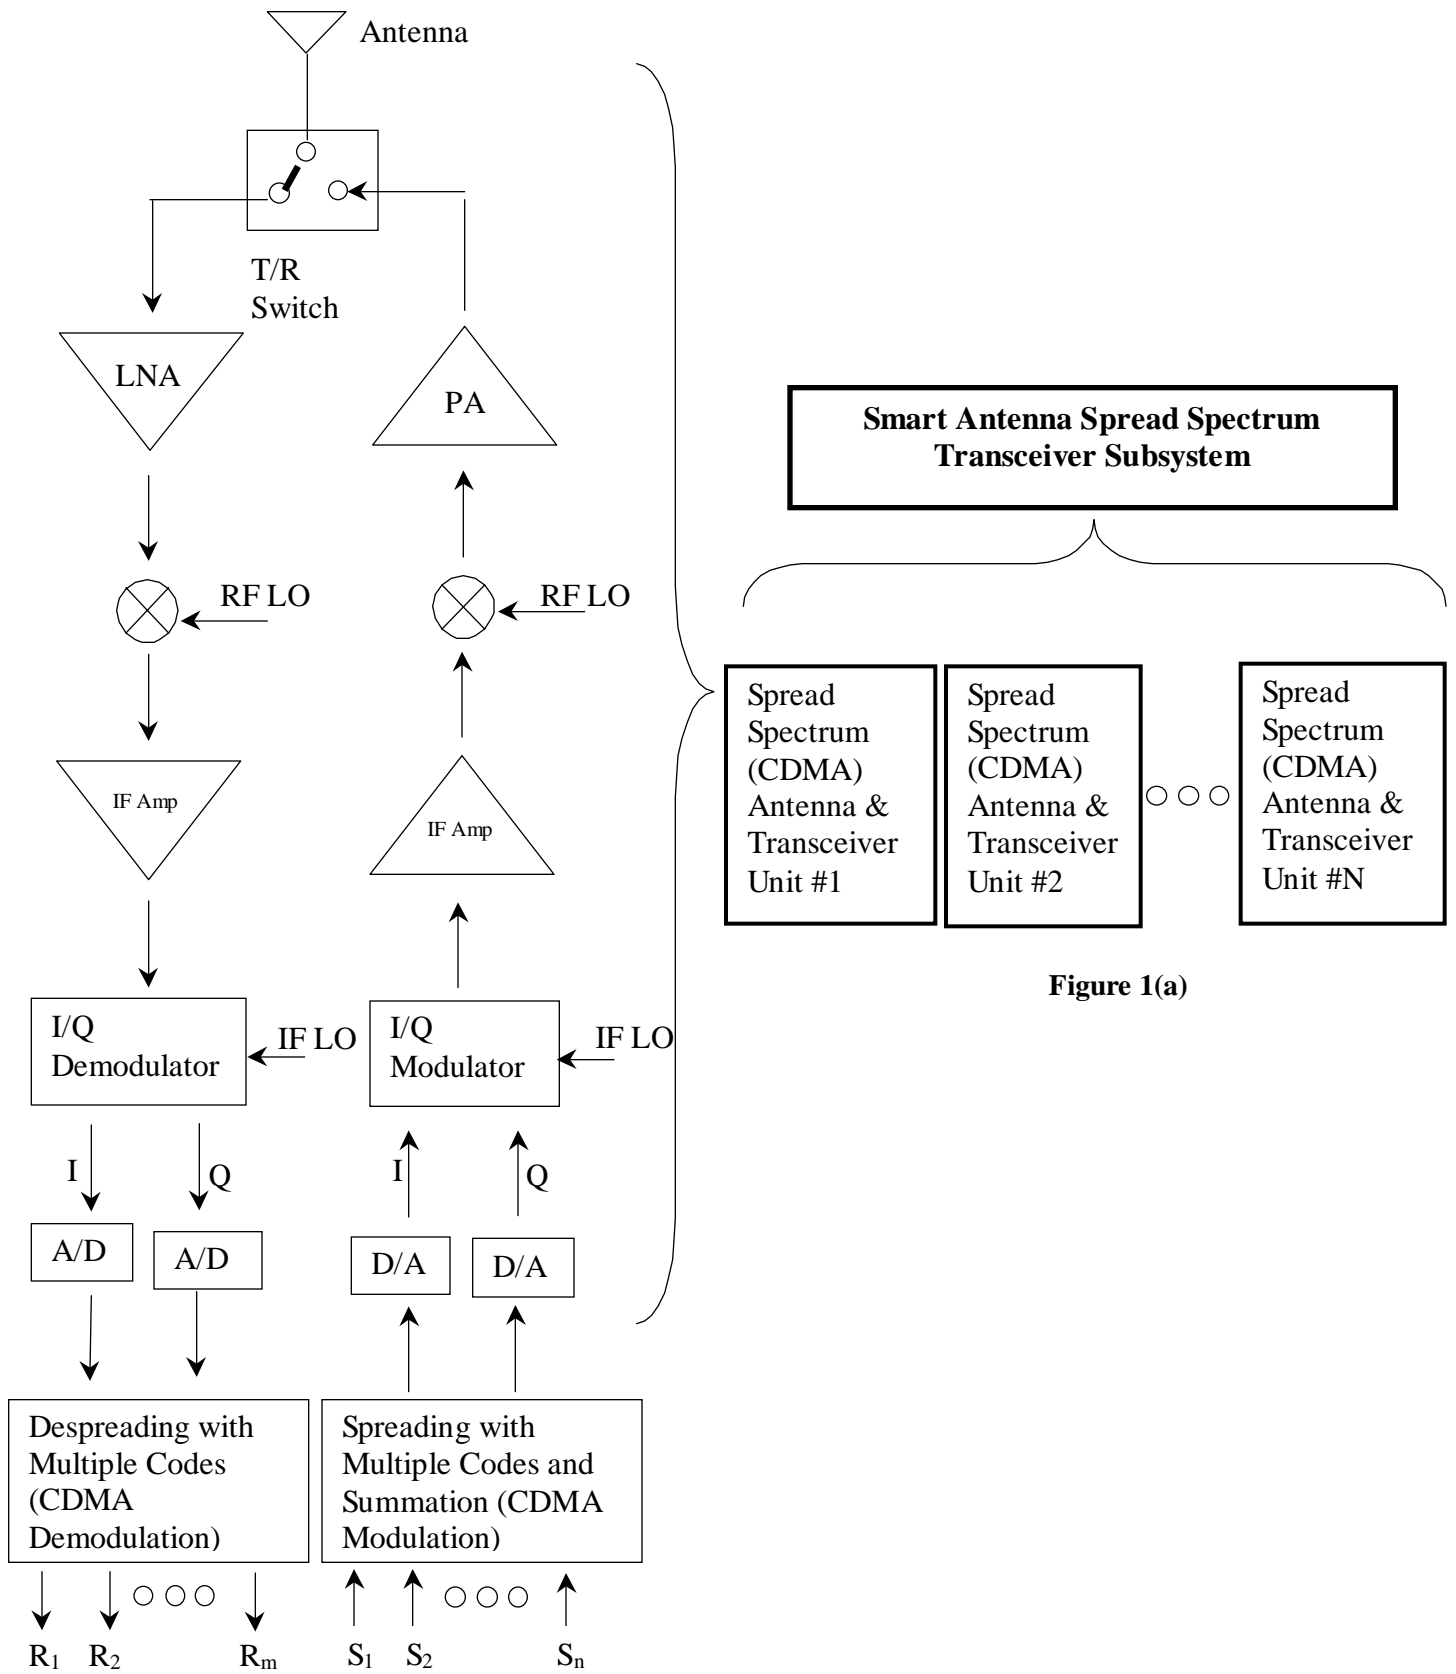 Antenna
T/R
Switch
LNA
PA
RF LO
RF LO
IF Amp
IF Amp
I/Q
Demodulator
IF LO
I/Q
Modulator
IF LO
I
Q
I
Q
A/D
A/D
D/A
D/A
Despreading with
Multiple Codes
(CDMA
Demodulation)
Spreading with
Multiple Codes and
Summation (CDMA
Modulation)
R1
R2
Rm
S1
S2
Sn
Smart Antenna Spread Spectrum
Transceiver Subsystem
Spread
Spectrum
(CDMA)
Antenna &
Transceiver
Unit #1
Spread
Spectrum
(CDMA)
Antenna &
Transceiver
Unit #2
Spread
Spectrum
(CDMA)
Antenna &
Transceiver
Unit #N
Figure 1(a)